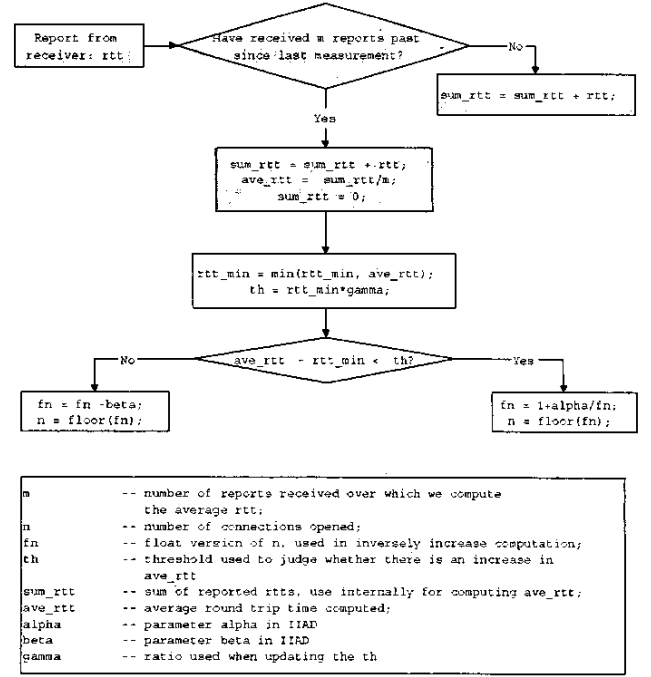 Report from
receiver: rtt
Have received m reports past
since last measurement?
No
sum_rtt = sum_rtt + rtt;
Yes
sum_rtt = sum_rtt + rtt;
ave_rtt = sum_rtt/m;
sum_rtt = 0;
rtt_min = min(rtt_min, ave_rtt);
th = rtt_min*gamma;
ave_rtt - rtt_min < th?
No
Yes
fn = fn -beta;
n = floor(fn);
fn = 1+alpha/fn;
n = floor(fn);
m -- number of reports received over which we compute
the average rtt;
n -- number of connections opened;
fn -- float version of n, used in inversely increase computation;
th -- threshold used to judge whether there is an increase in
ave_rtt
sum_rtt -- sum of reported rtts, use internally for computing ave_rtt;
ave_rtt -- average round trip time computed;
alpha -- parameter alpha in IIAD
beta -- parameter beta in IIAD
gamma -- ratio used when updating the th